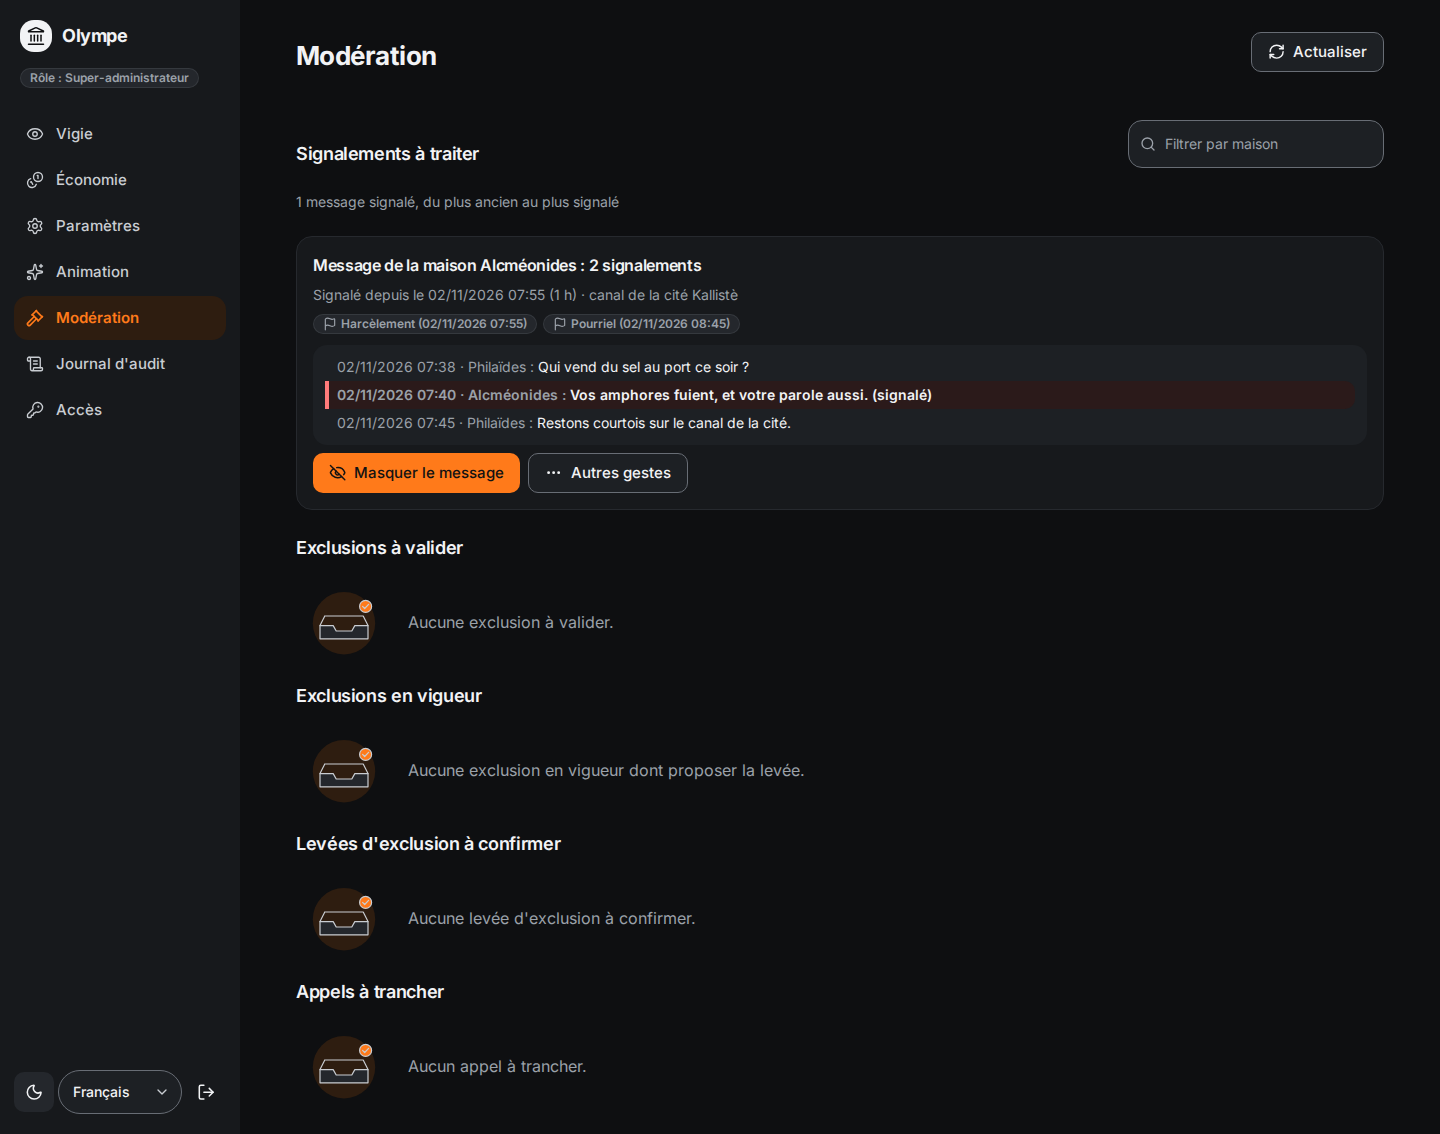 Olympe
Rôle : Super-administrateur
Vigie
Économie
Paramètres
Animation
Modération
Journal d'audit
Accès
Français
Modération
Actualiser
Signalements à traiter
Filtrer par maison
1 message signalé, du plus ancien au plus signalé
Message de la maison Alcméonides : 2 signalements
Signalé depuis le 02/11/2026 07:55 (1 h) · canal de la cité Kallistè
Harcèlement (02/11/2026 07:55)
Pourriel (02/11/2026 08:45)
02/11/2026 07:38 · Philaïdes : Qui vend du sel au port ce soir ?
02/11/2026 07:40 · Alcméonides : Vos amphores fuient, et votre parole aussi. (signalé)
02/11/2026 07:45 · Philaïdes : Restons courtois sur le canal de la cité.
Masquer le message
Autres gestes
Exclusions à valider
Aucune exclusion à valider.
Exclusions en vigueur
Aucune exclusion en vigueur dont proposer la levée.
Levées d'exclusion à confirmer
Aucune levée d'exclusion à confirmer.
Appels à trancher
Aucun appel à trancher.